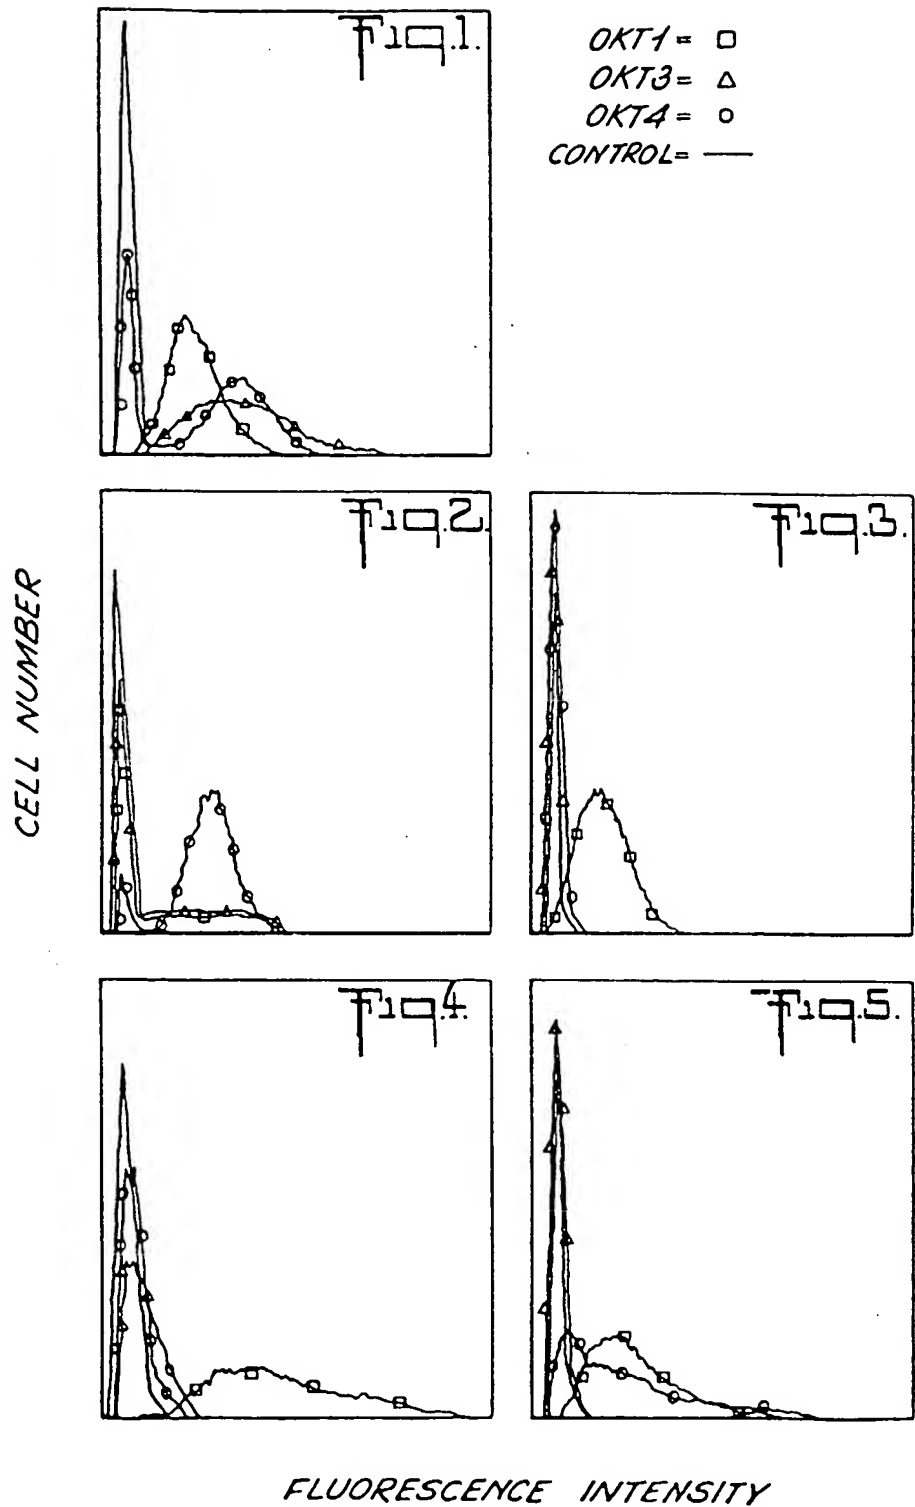 Fig.1.
OKT1 = □
OKT3 = △
OKT4 = ○
CONTROL = —
Fig.2.
Fig.3.
CELL NUMBER
Fig.4.
Fig.5.
FLUORESCENCE INTENSITY